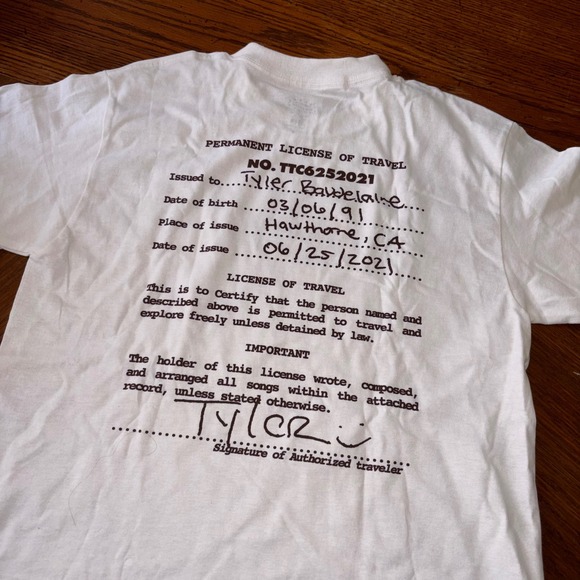 PERMANENT LICENSE OF TRAVEL
NO. TTC6252021
Issued to....Tyler Baudelaire
Date of birth ....03/06/91
Place of issue ...Hawthorne, CA
Date of issue ....06/25/2021
LICENSE OF TRAVEL
This is to Certify that the person named and
described above is permitted to travel and
explore freely unless detained by law.
IMPORTANT
The holder of this license wrote, composed,
and arranged all songs within the attached
record, unless stated otherwise.
TYLER
Signature of Authorized traveler